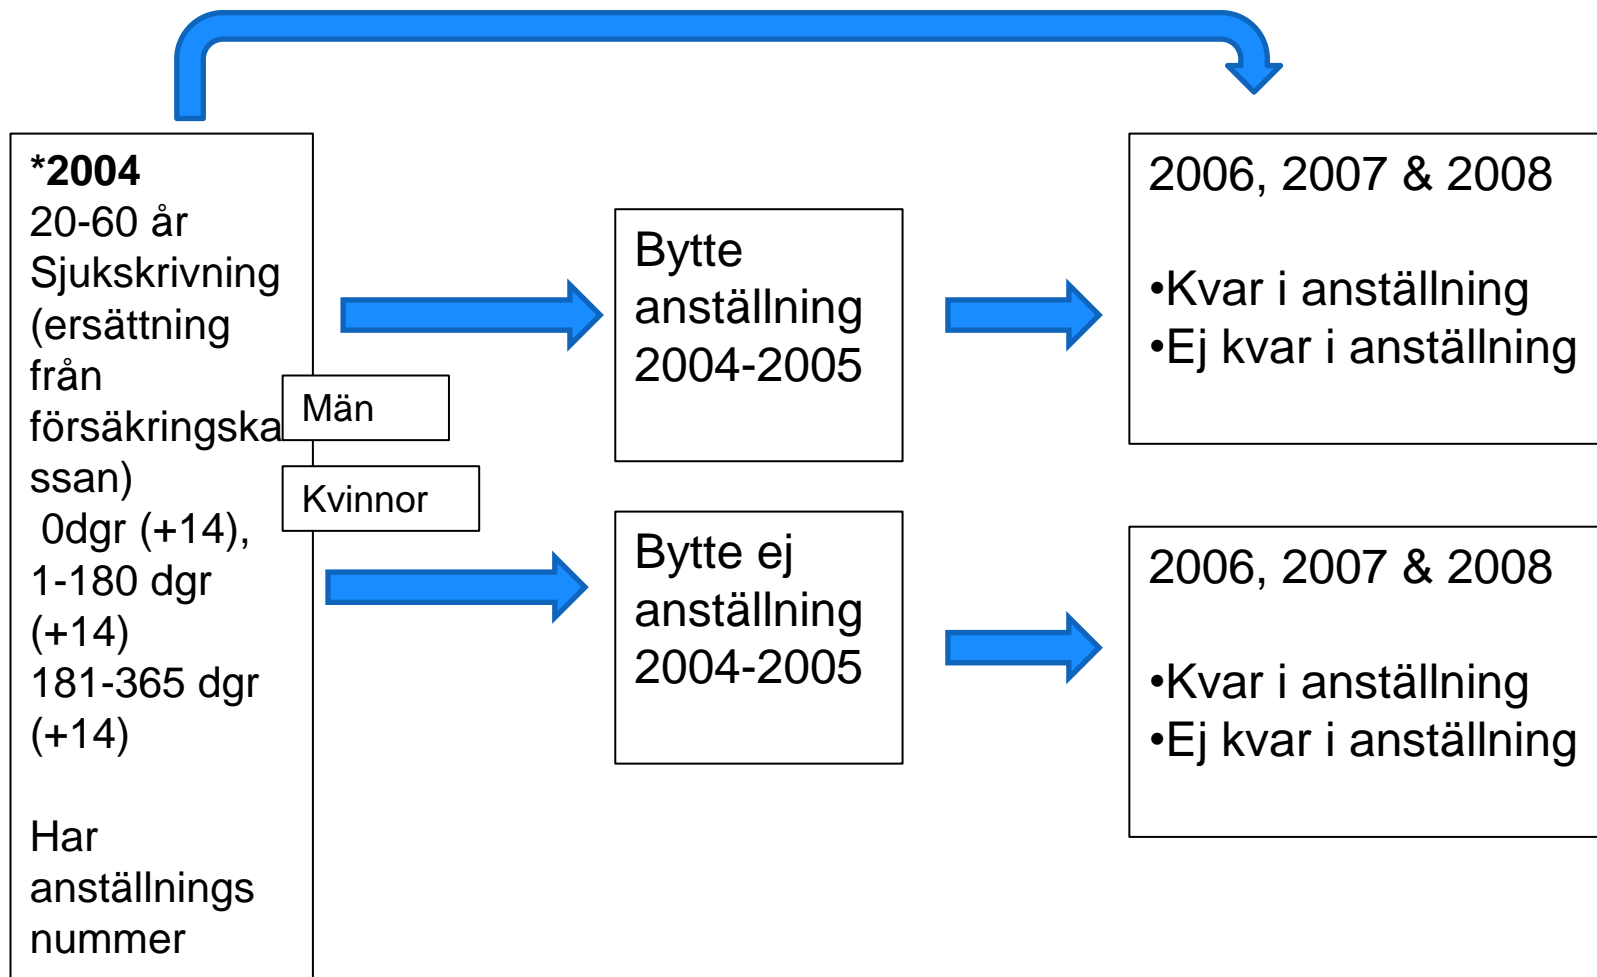 *2004
20-60 år
Sjukskrivning
(ersättning
från
försäkringska
ssan)
0dgr (+14),
1-180 dgr
(+14)
181-365 dgr
(+14)
Har
anställnings
nummer
Män
Kvinnor
Bytte
anställning
2004-2005
Bytte ej
anställning
2004-2005
2006, 2007 & 2008
•Kvar i anställning
•Ej kvar i anställning
2006, 2007 & 2008
•Kvar i anställning
•Ej kvar i anställning